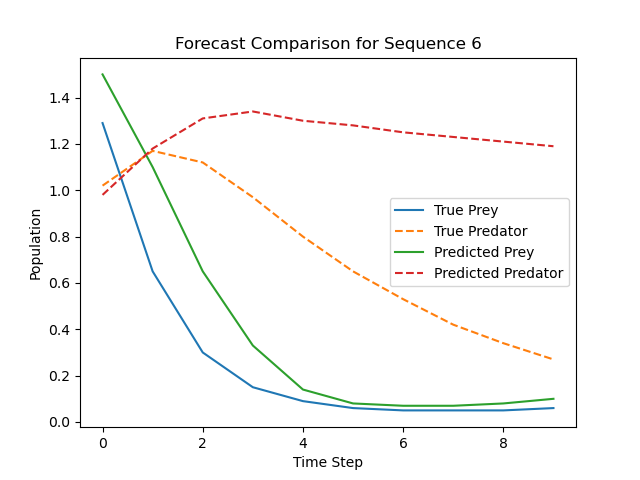 Forecast Comparison for Sequence 6
Population
1.4
1.2
1.0
0.8
0.6
0.4
0.2
0.0
True Prey
True Predator
Predicted Prey
Predicted Predator
0 2 4 6 8
Time Step